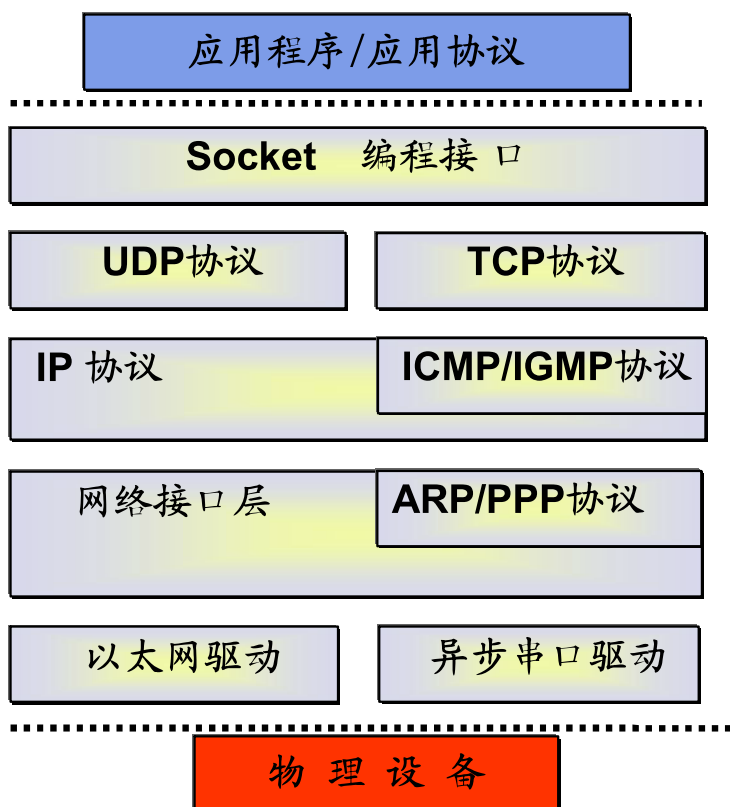 应用程序/应用协议
Socket 编程接口
UDP协议
TCP协议
IP 协议
ICMP/IGMP协议
网络接口层
ARP/PPP协议
以太网驱动
异步串口驱动
物理设备